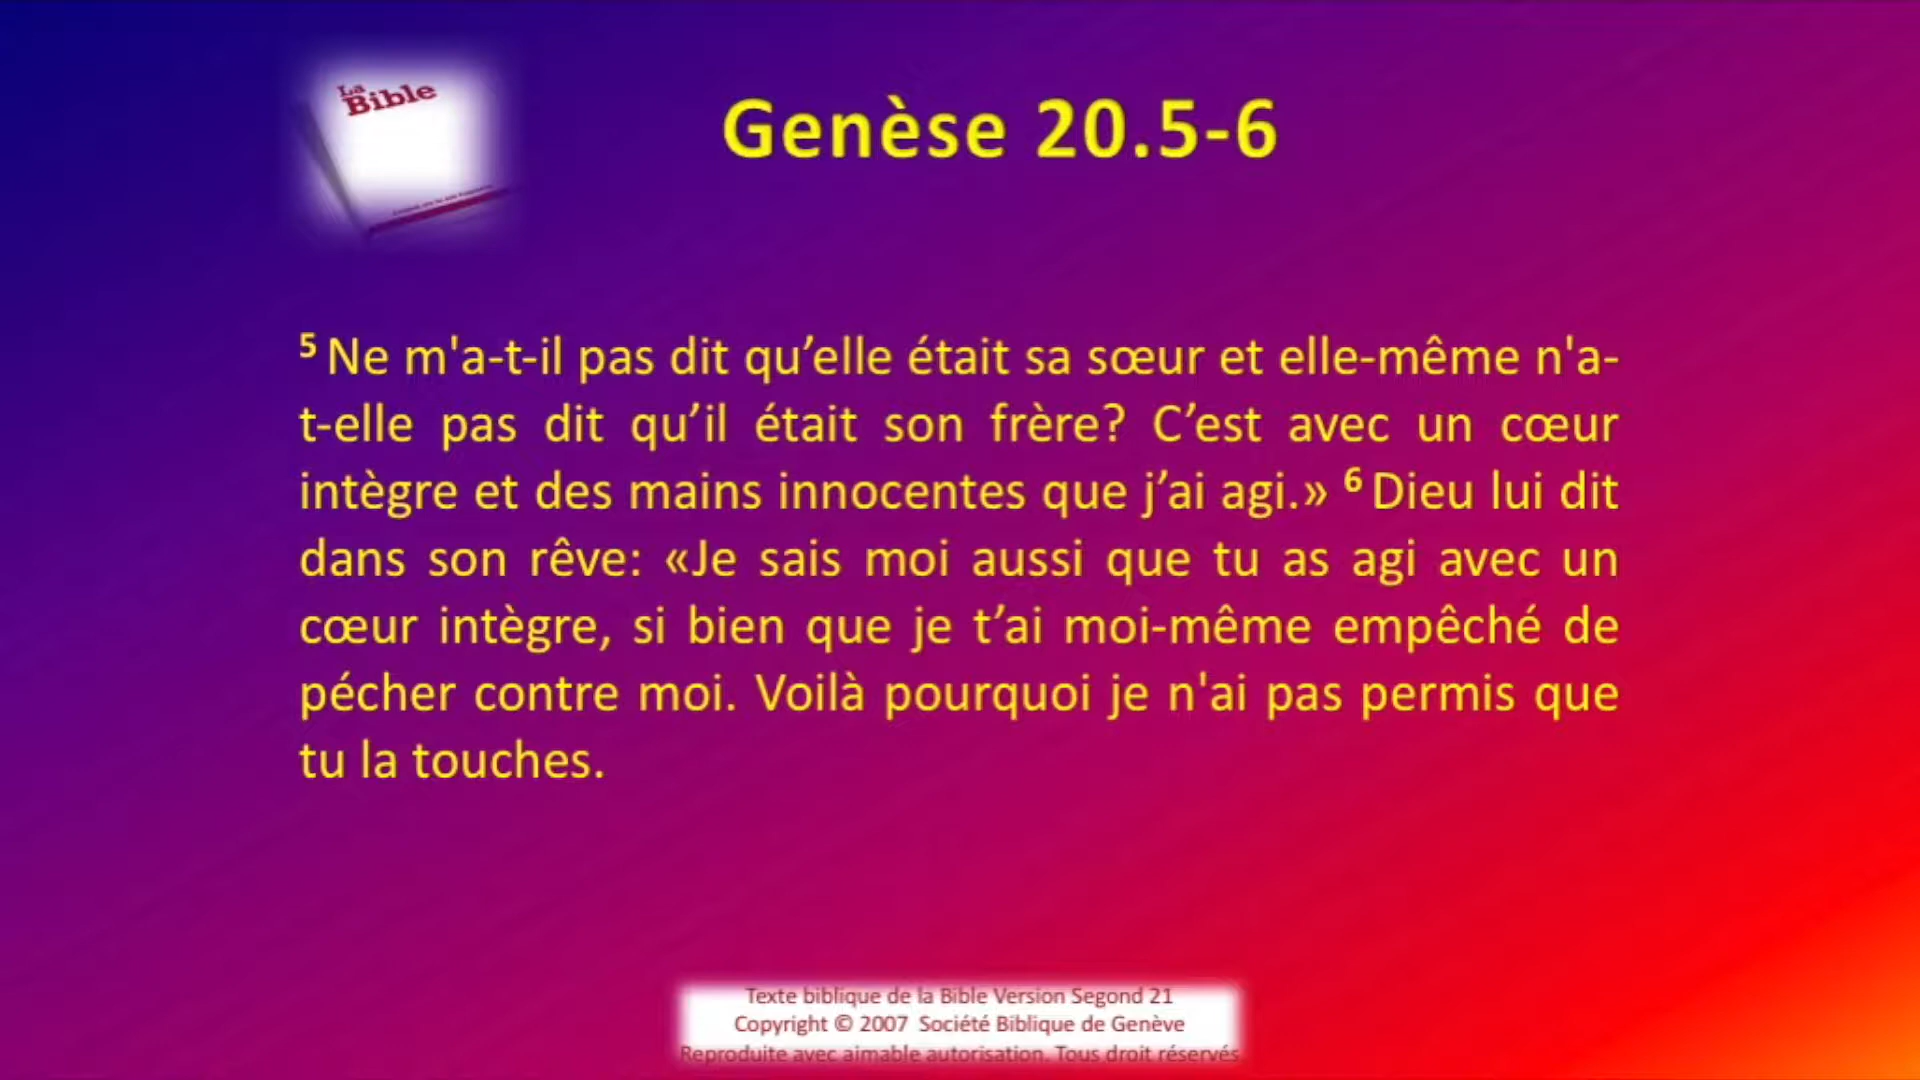 La
Bible
Genèse 20.5-6
5 Ne m'a-t-il pas dit qu’elle était sa sœur et elle-même n'a-
t-elle pas dit qu’il était son frère? C’est avec un cœur
intègre et des mains innocentes que j’ai agi.» 6 Dieu lui dit
dans son rêve: «Je sais moi aussi que tu as agi avec un
cœur intègre, si bien que je t’ai moi-même empêché de
pécher contre moi. Voilà pourquoi je n'ai pas permis que
tu la touches.
Texte biblique de la Bible Version Segond 21
Copyright © 2007 Société Biblique de Genève
Reproduite avec aimable autorisation. Tous droit réservés